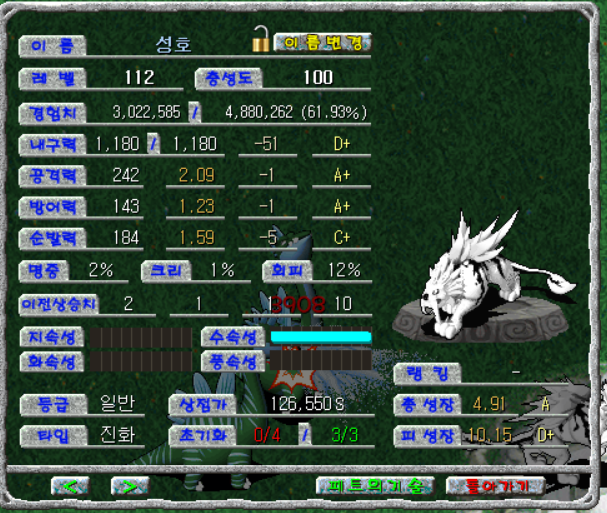 이 름 성호 이 름 변 경
레 벨 112 충성도 100
경험치 3,022,585 / 4,880,262 (61.93%)
내구력 1,180 / 1,180 -51 D+
공격력 242 2.09 -1 A+
방어력 143 1.23 -1 A+
순발력 184 1.59 -5 C+
명중 2% 크리 1% 회피 12%
이전상승치 2 1 3908 10
지속성 수속성
화속성 풍속성
랭 킹 -
등급 일반 상점가 126,550 S 총 성장 4.91 A
타입 진화 초기화 0/4 / 3/3 피 성장 10.15 D+
< > 페트의기술 돌아가기